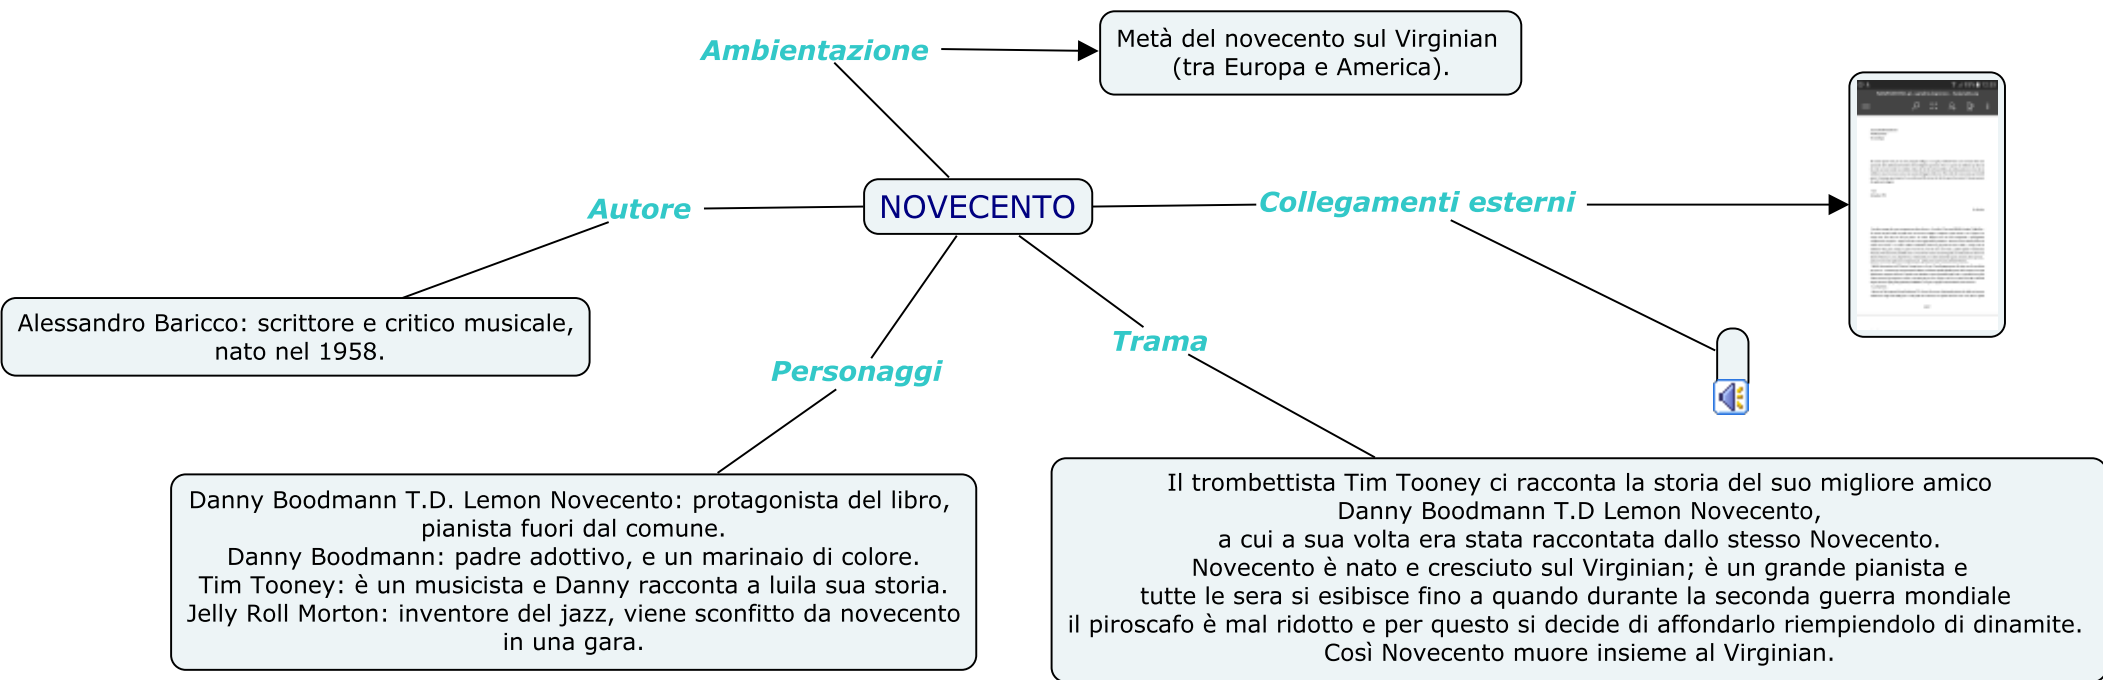 Ambientazione
Metà del novecento sul Virginian
(tra Europa e America).
NOVECENTO
Autore
Collegamenti esterni
Alessandro Baricco: scrittore e critico musicale,
nato nel 1958.
Personaggi
Trama
Danny Boodmann T.D. Lemon Novecento: protagonista del libro,
pianista fuori dal comune.
Danny Boodmann: padre adottivo, e un marinaio di colore.
Tim Tooney: è un musicista e Danny racconta a luila sua storia.
Jelly Roll Morton: inventore del jazz, viene sconfitto da novecento
in una gara.
Il trombettista Tim Tooney ci racconta la storia del suo migliore amico
Danny Boodmann T.D Lemon Novecento,
a cui a sua volta era stata raccontata dallo stesso Novecento.
Novecento è nato e cresciuto sul Virginian; è un grande pianista e
tutte le sera si esibisce fino a quando durante la seconda guerra mondiale
il piroscafo è mal ridotto e per questo si decide di affondarlo riempiendolo di dinamite.
Così Novecento muore insieme al Virginian.